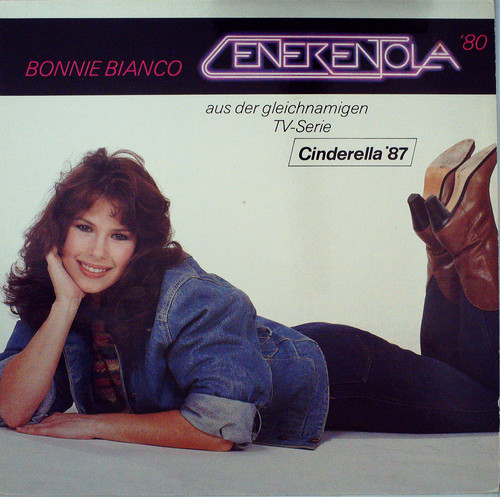 BONNIE BIANCO CENERENTOLA '80
aus der gleichnamigen
TV-Serie
Cinderella '87